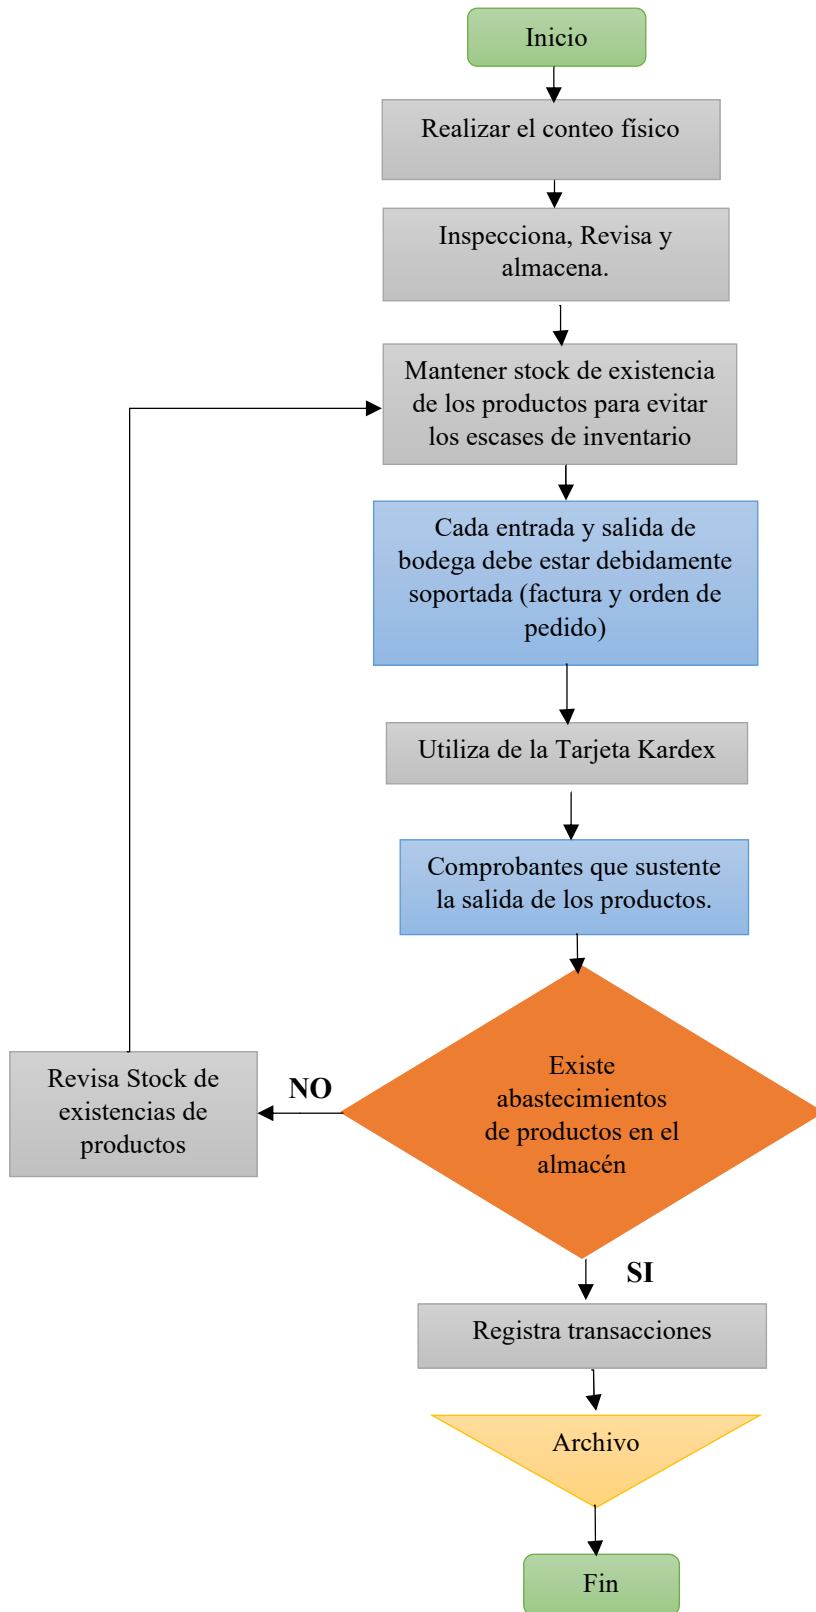 Inicio
Realizar el conteo físico
Inspecciona, Revisa y
almacena.
Mantener stock de existencia
de los productos para evitar
los escases de inventario
Cada entrada y salida de
bodega debe estar debidamente
soportada (factura y orden de
pedido)
Utiliza de la Tarjeta Kardex
Comprobantes que sustente
la salida de los productos.
Existe
abastecimientos
de productos en el
almacén
NO
Revisa Stock de
existencias de
productos
SI
Registra transacciones
Archivo
Fin